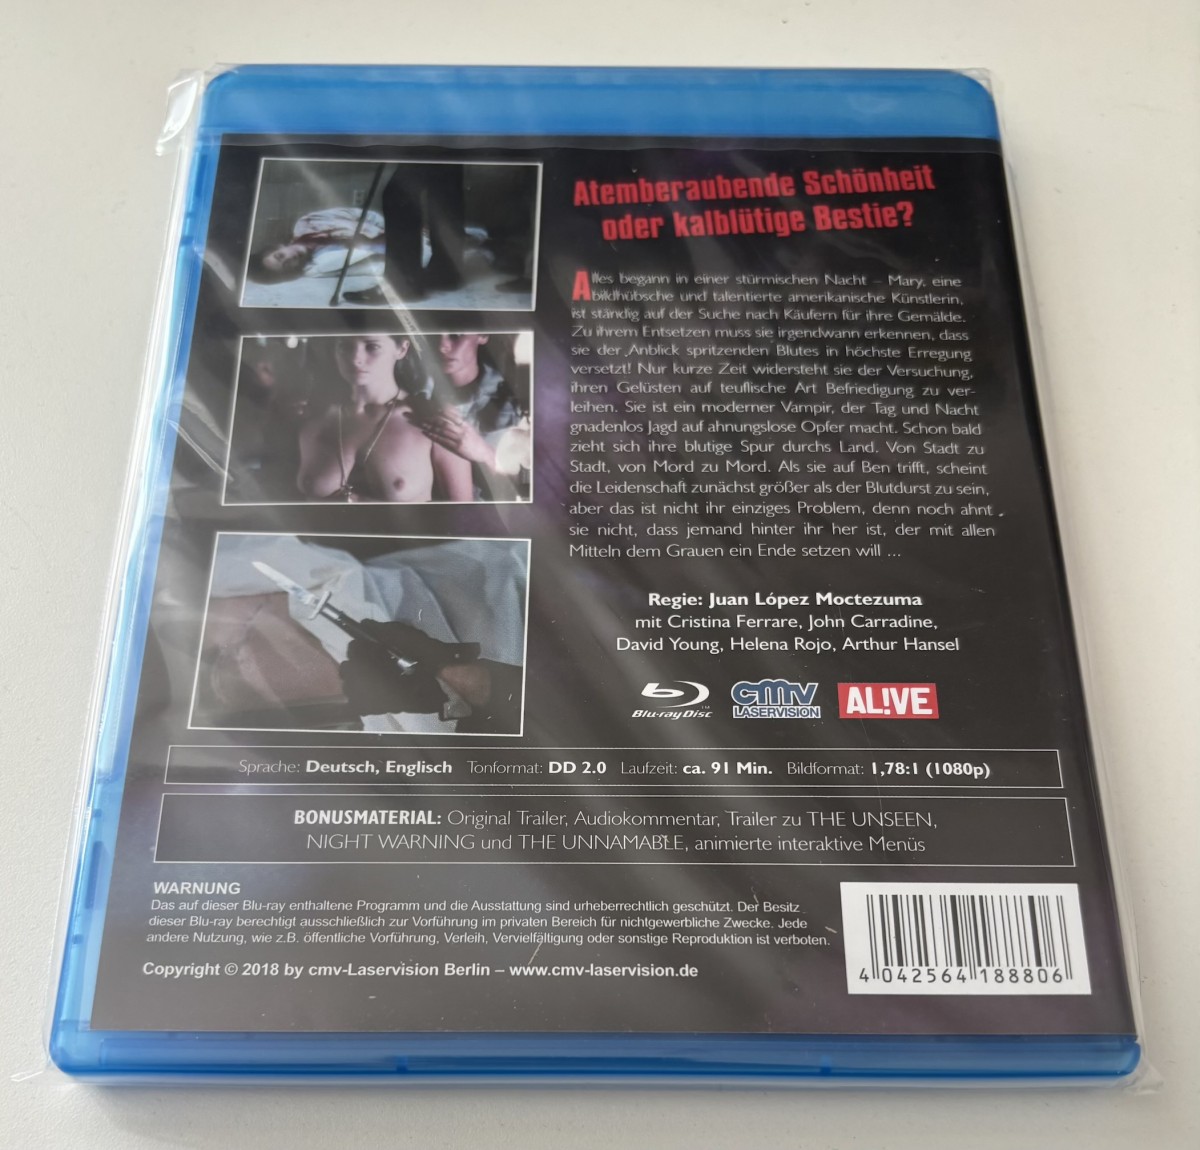 Atemberaubende Schönheit
oder kalblütige Bestie?
Alles begann in einer stürmischen Nacht – Mary, eine
bildhübsche und talentierte amerikanische Künstlerin,
ist ständig auf der Suche nach Käufern für ihre Gemälde.
Zu ihrem Entsetzen muss sie irgendwann erkennen, dass
sie der Anblick spritzenden Blutes in höchste Erregung
versetzt! Nur kurze Zeit widersteht sie der Versuchung,
ihren Gelüsten auf teuflische Art Befriedigung zu ver-
leihen. Sie ist ein moderner Vampir, der Tag und Nacht
gnadenlos Jagd auf ahnungslose Opfer macht. Schon bald
zieht sich ihre blutige Spur durchs Land. Von Stadt zu
Stadt, von Mord zu Mord. Als sie auf Ben trifft, scheint
die Leidenschaft zunächst größer als der Blutdurst zu sein,
aber das ist nicht ihr einziges Problem, denn noch ahnt
sie nicht, dass jemand hinter ihr her ist, der mit allen
Mitteln dem Grauen ein Ende setzen will ...
Regie: Juan López Moctezuma
mit Cristina Ferrare, John Carradine,
David Young, Helena Rojo, Arthur Hansel
Blu-ray Disc™
cmv
LASERVISION
AL!VE
Sprache: Deutsch, Englisch Tonformat: DD 2.0 Laufzeit: ca. 91 Min. Bildformat: 1,78:1 (1080p)
BONUSMATERIAL: Original Trailer, Audiokommentar, Trailer zu THE UNSEEN,
NIGHT WARNING und THE UNNAMABLE, animierte interaktive Menüs
WARNUNG
Das auf dieser Blu-ray enthaltene Programm und die Ausstattung sind urheberrechtlich geschützt. Der Besitz
dieser Blu-ray berechtigt ausschließlich zur Vorführung im privaten Bereich für nichtgewerbliche Zwecke. Jede
andere Nutzung, wie z.B. öffentliche Vorführung, Verleih, Vervielfältigung oder sonstige Reproduktion ist verboten.
Copyright © 2018 by cmv-Laservision Berlin – www.cmv-laservision.de
4 042564 188806